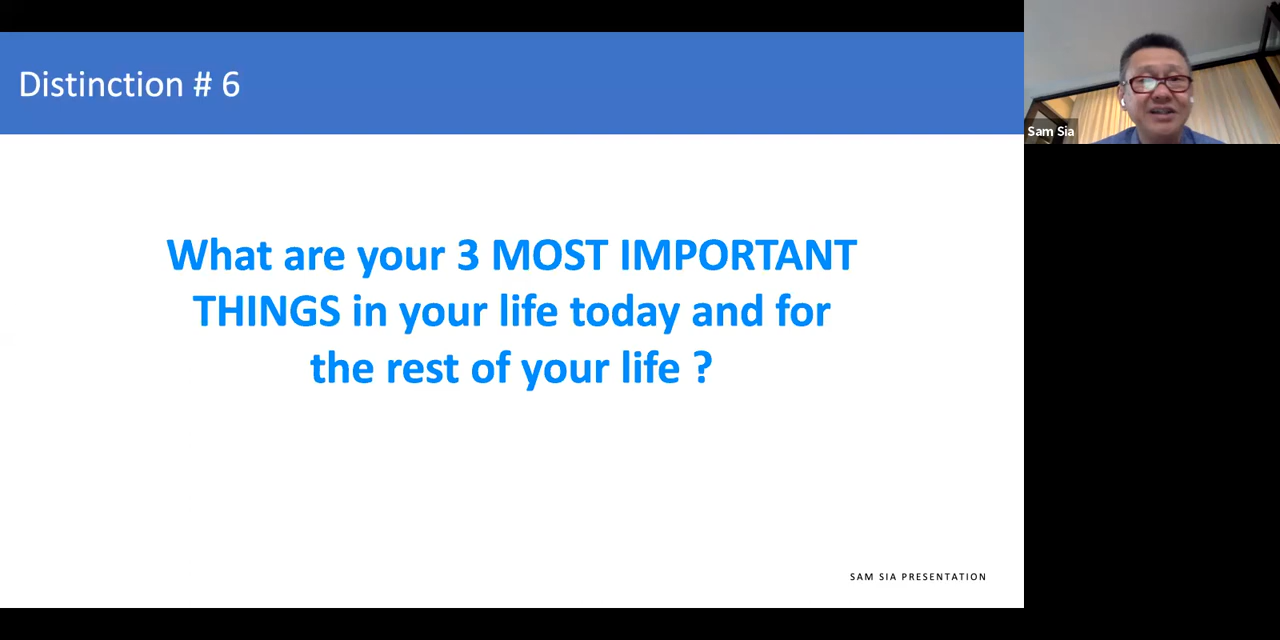 Distinction # 6
Sam Sia
What are your 3 MOST IMPORTANT
THINGS in your life today and for
the rest of your life ?
SAM SIA PRESENTATION